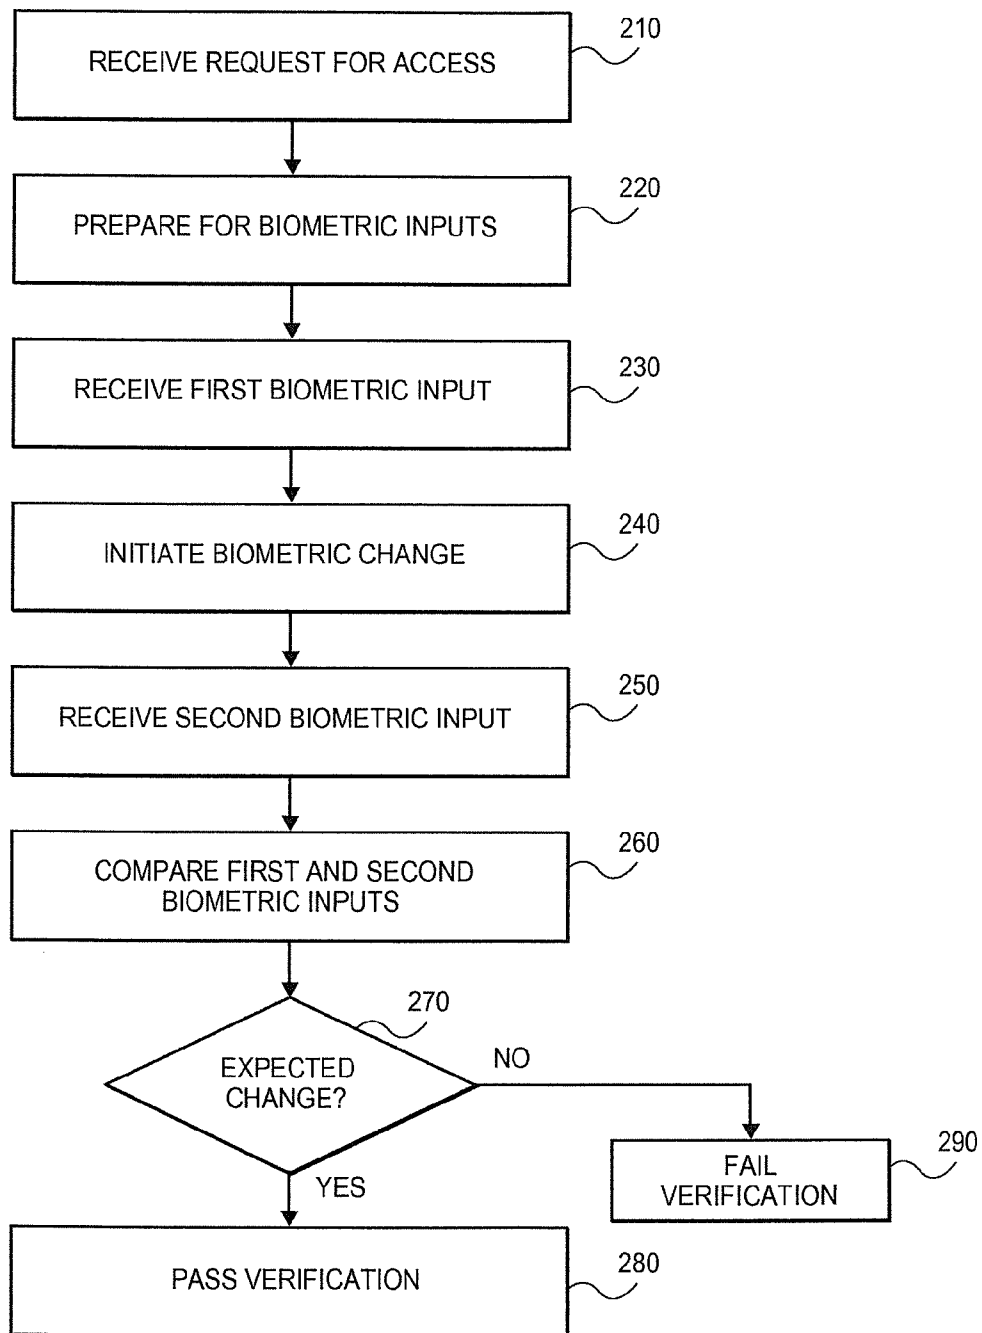 RECEIVE REQUEST FOR ACCESS
210
PREPARE FOR BIOMETRIC INPUTS
220
RECEIVE FIRST BIOMETRIC INPUT
230
INITIATE BIOMETRIC CHANGE
240
RECEIVE SECOND BIOMETRIC INPUT
250
COMPARE FIRST AND SECOND
BIOMETRIC INPUTS
260
EXPECTED
CHANGE?
270
NO
YES
FAIL
VERIFICATION
290
PASS VERIFICATION
280